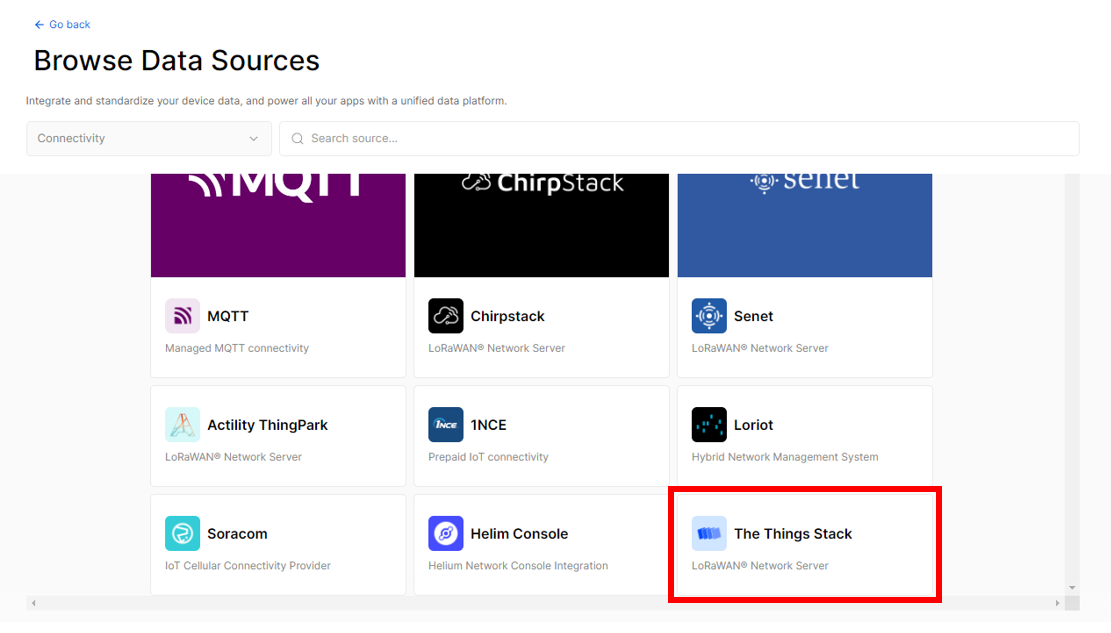 Go back
Browse Data Sources
Integrate and standardize your device data, and power all your apps with a unified data platform.
Connectivity
Search source...
MQTT
ChirpStack
senet
MQTT
Managed MQTT connectivity
Chirpstack
LoRaWAN® Network Server
Senet
LoRaWAN® Network Server
Actility ThingPark
LoRaWAN® Network Server
1NCE
1NCE
Prepaid IoT connectivity
Loriot
Hybrid Network Management System
Soracom
IoT Cellular Connectivity Provider
Helim Console
Helium Network Console Integration
The Things Stack
LoRaWAN® Network Server